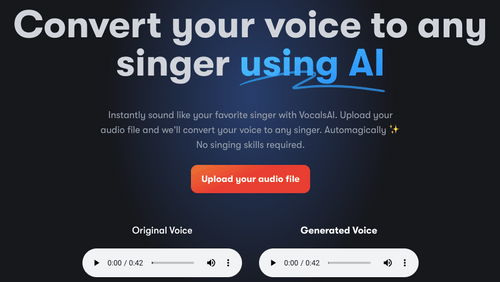 Convert your voice to any
singer using AI
Instantly sound like your favorite singer with VocalsAI. Upload your
audio file and we'll convert your voice to any singer. Automagically ✨
No singing skills required.
Upload your audio file
Original Voice
Generated Voice
0:00 / 0:42
0:00 / 0:42